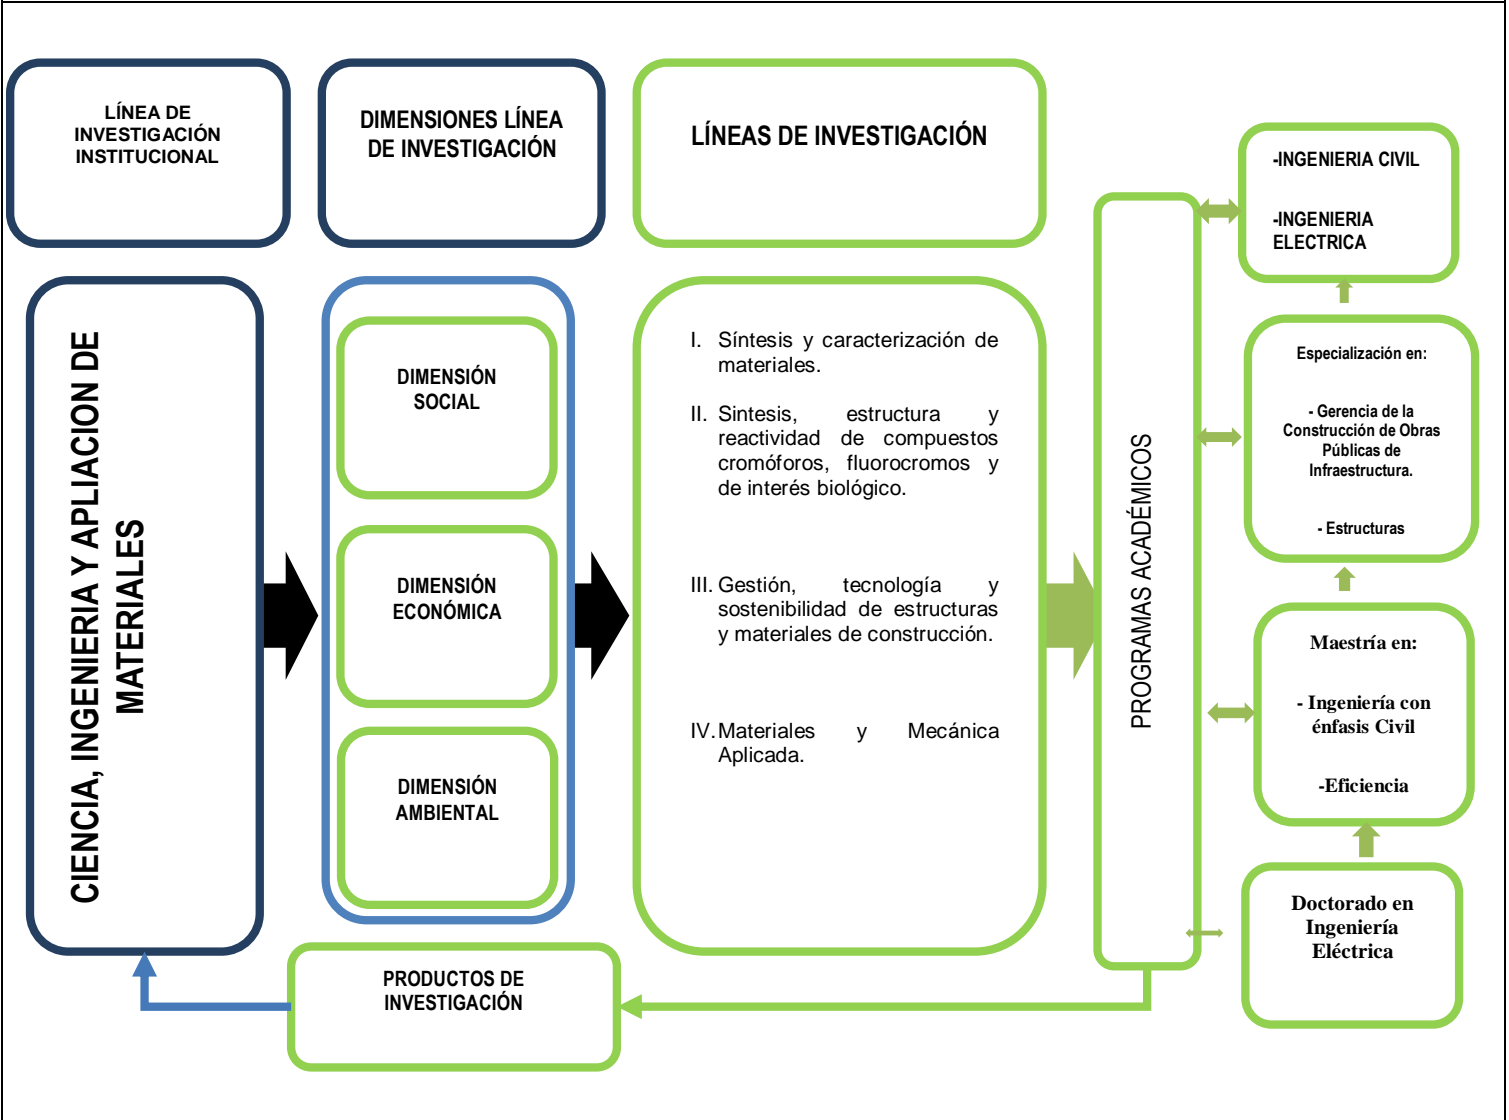 LÍNEA DE
INVESTIGACIÓN
INSTITUCIONAL
DIMENSIONES LÍNEA
DE INVESTIGACIÓN
LÍNEAS DE INVESTIGACIÓN
CIENCIA, INGENIERIA Y APLIACION DE
MATERIALES
DIMENSIÓN
SOCIAL
DIMENSIÓN
ECONÓMICA
DIMENSIÓN
AMBIENTAL
I. Síntesis y caracterización de
materiales.
II. Sintesis, estructura y
reactividad de compuestos
cromóforos, fluorocromos y
de interés biológico.
III. Gestión, tecnología y
sostenibilidad de estructuras
y materiales de construcción.
IV. Materiales y Mecánica
Aplicada.
PROGRAMAS ACADÉMICOS
-INGENIERIA CIVIL
-INGENIERIA
ELECTRICA
Especialización en:
- Gerencia de la
Construcción de Obras
Públicas de
Infraestructura.
- Estructuras
Maestría en:
- Ingeniería con
énfasis Civil
-Eficiencia
Doctorado en
Ingeniería
Eléctrica
PRODUCTOS DE
INVESTIGACIÓN